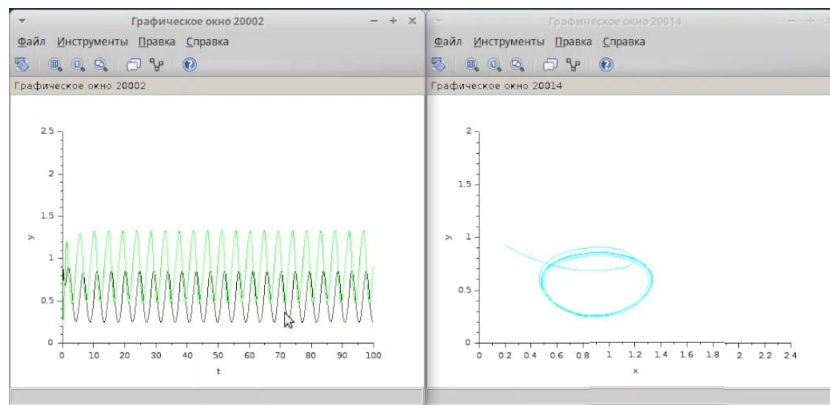 Графическое окно 20002
Файл Инструменты Правка Справка
Графическое окно 20002
2.5
2
1.5
1
0.5
0
y
0 10 20 30 40 50 60 70 80 90 100
t
Графическое окно 20014
Файл Инструменты Правка Справка
Графическое окно 20014
2
1.5
1
0.5
0
y
0 0.2 0.4 0.6 0.8 1 1.2 1.4 1.6 1.8 2 2.2 2.4
x